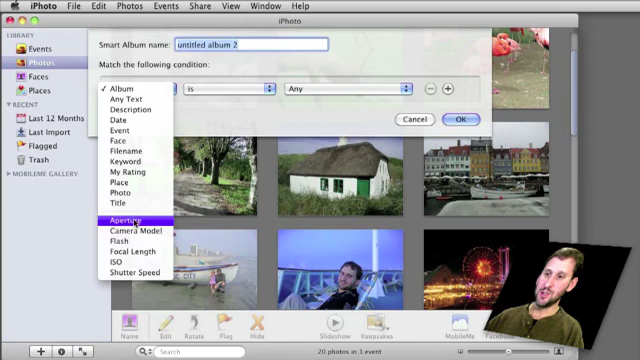 iPhoto File Edit Photos Events Share View Window Help
iPhoto
LIBRARY
Events
Photos
Faces
Places
RECENT
Last 12 Months
Last Import
Flagged
Trash
MOBILEME GALLERY
Smart Album name: untitled album 2
Match the following condition:
is Any
Cancel OK
Album
Any Text
Description
Date
Event
Face
Filename
Keyword
My Rating
Place
Photo
Title
Aperture
Camera Model
Flash
Focal Length
ISO
Shutter Speed
Name Edit Rotate Flag Hide Slideshow Keepsakes MobileMe
Search
20 photos in 1 event